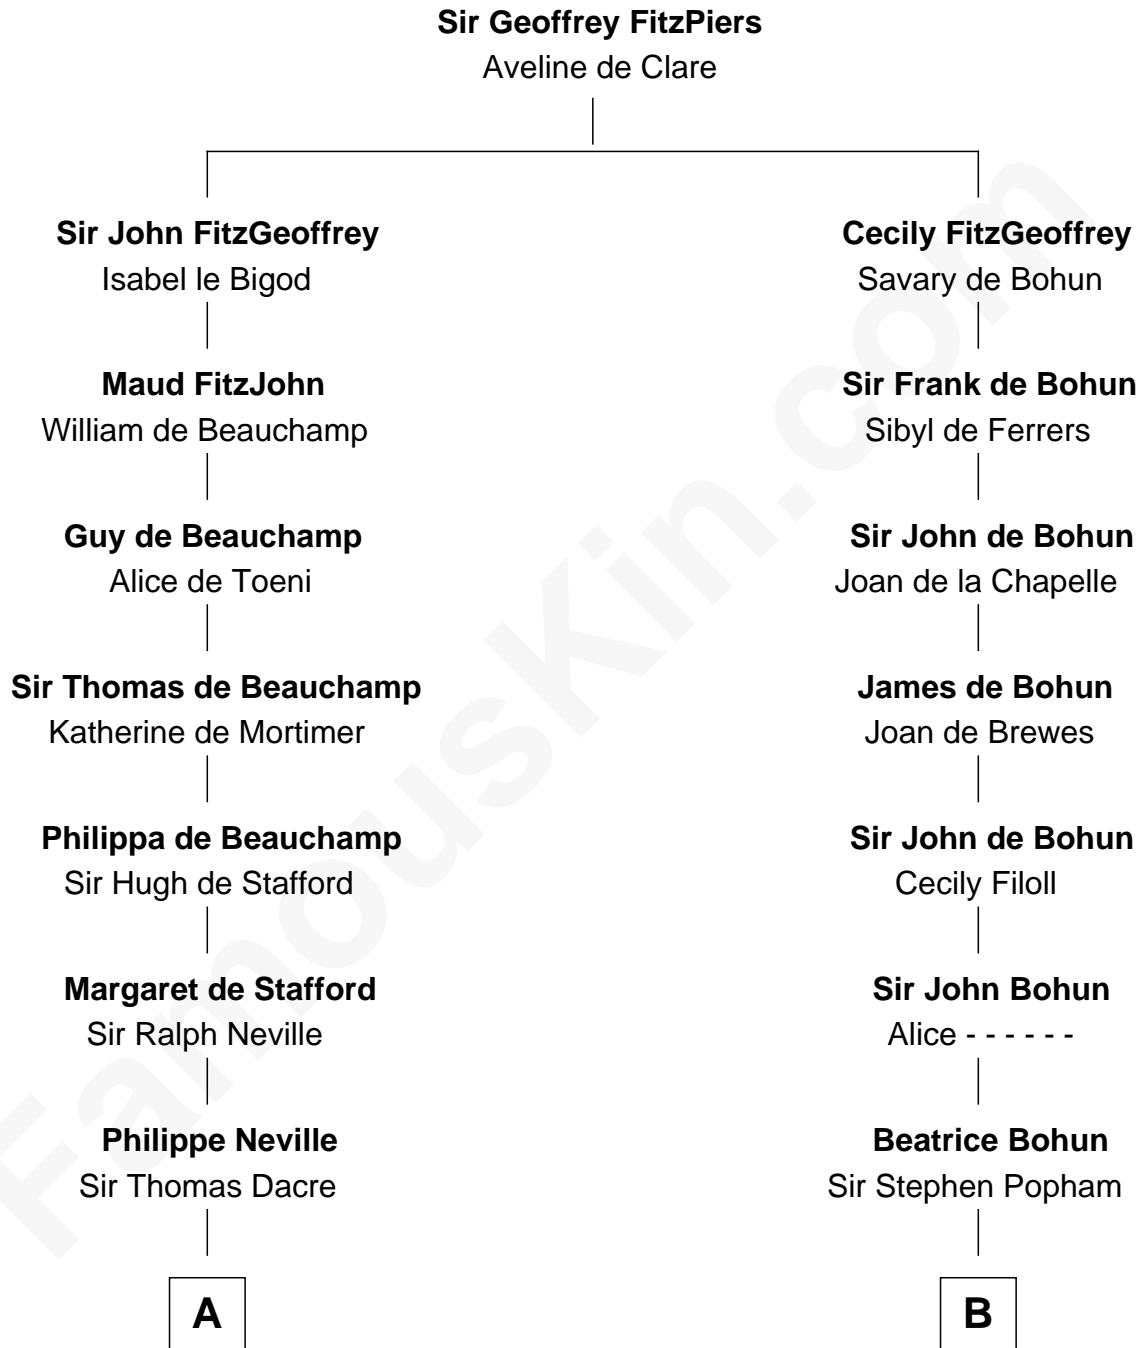 Sir Geoffrey FitzPiers
Aveline de Clare
Sir John FitzGeoffrey
Isabel le Bigod
Cecily FitzGeoffrey
Savary de Bohun
Maud FitzJohn
William de Beauchamp
Sir Frank de Bohun
Sibyl de Ferrers
Guy de Beauchamp
Alice de Toeni
Sir John de Bohun
Joan de la Chapelle
Sir Thomas de Beauchamp
Katherine de Mortimer
James de Bohun
Joan de Brewes
Philippa de Beauchamp
Sir Hugh de Stafford
Sir John de Bohun
Cecily Filoll
Margaret de Stafford
Sir Ralph Neville
Sir John Bohun
Alice - - - - - -
Philippe Neville
Sir Thomas Dacre
Beatrice Bohun
Sir Stephen Popham
A
B
FamousKin.com